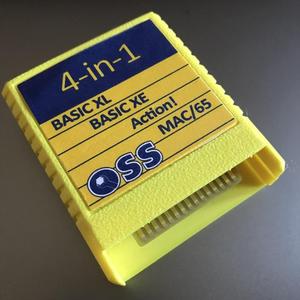 4-in-1
BASIC XL
BASIC XE
Action!
MAC/65
OSS